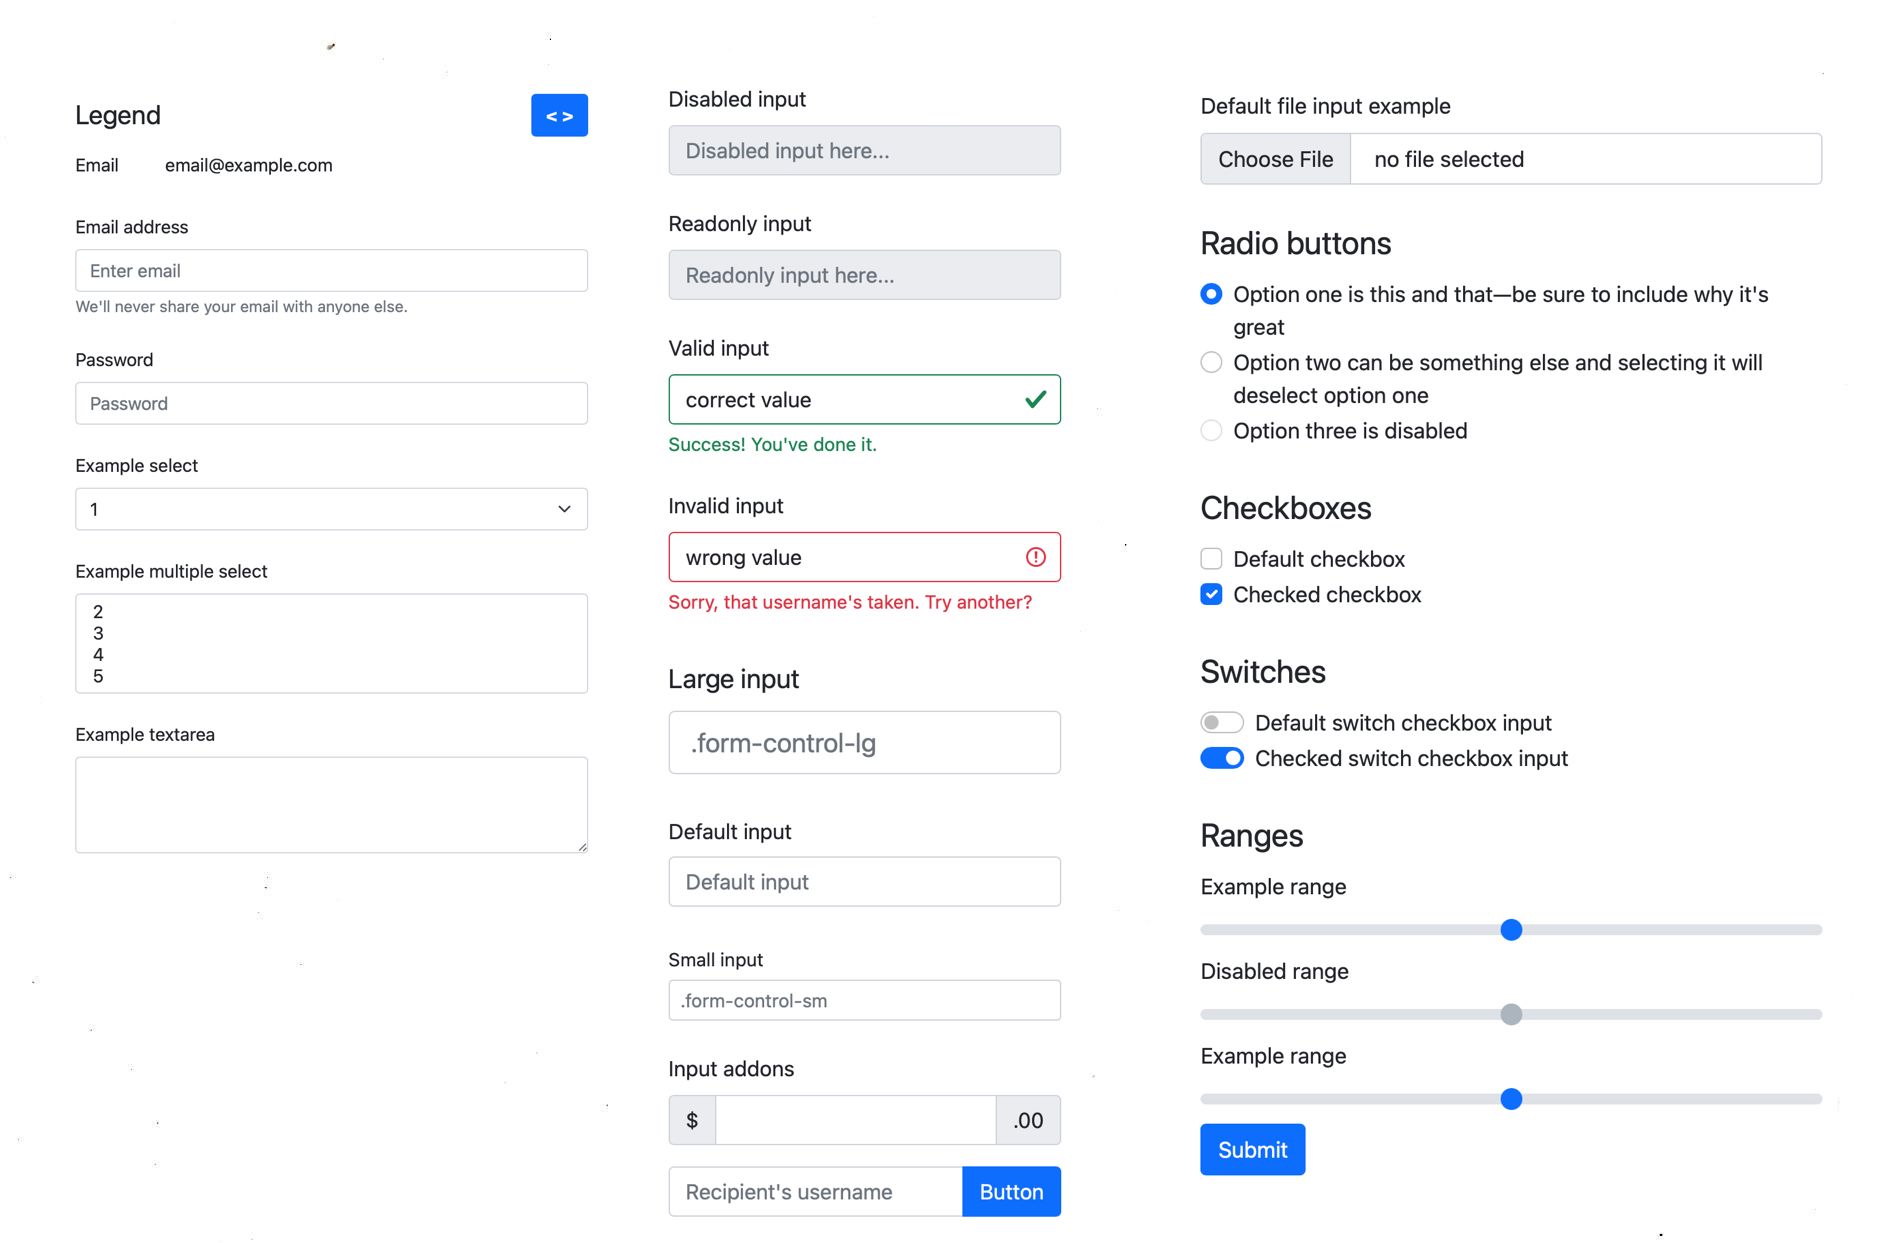 Legend
< >
Email email@example.com
Email address
Enter email
We'll never share your email with anyone else.
Password
Password
Example select
1
Example multiple select
2
3
4
5
Example textarea
Disabled input
Disabled input here...
Readonly input
Readonly input here...
Valid input
correct value
Success! You've done it.
Invalid input
wrong value
Sorry, that username's taken. Try another?
Large input
.form-control-lg
Default input
Default input
Small input
.form-control-sm
Input addons
$ .00
Recipient's username Button
Default file input example
Choose File no file selected
Radio buttons
Option one is this and that—be sure to include why it's
great
Option two can be something else and selecting it will
deselect option one
Option three is disabled
Checkboxes
Default checkbox
Checked checkbox
Switches
Default switch checkbox input
Checked switch checkbox input
Ranges
Example range
Disabled range
Example range
Submit